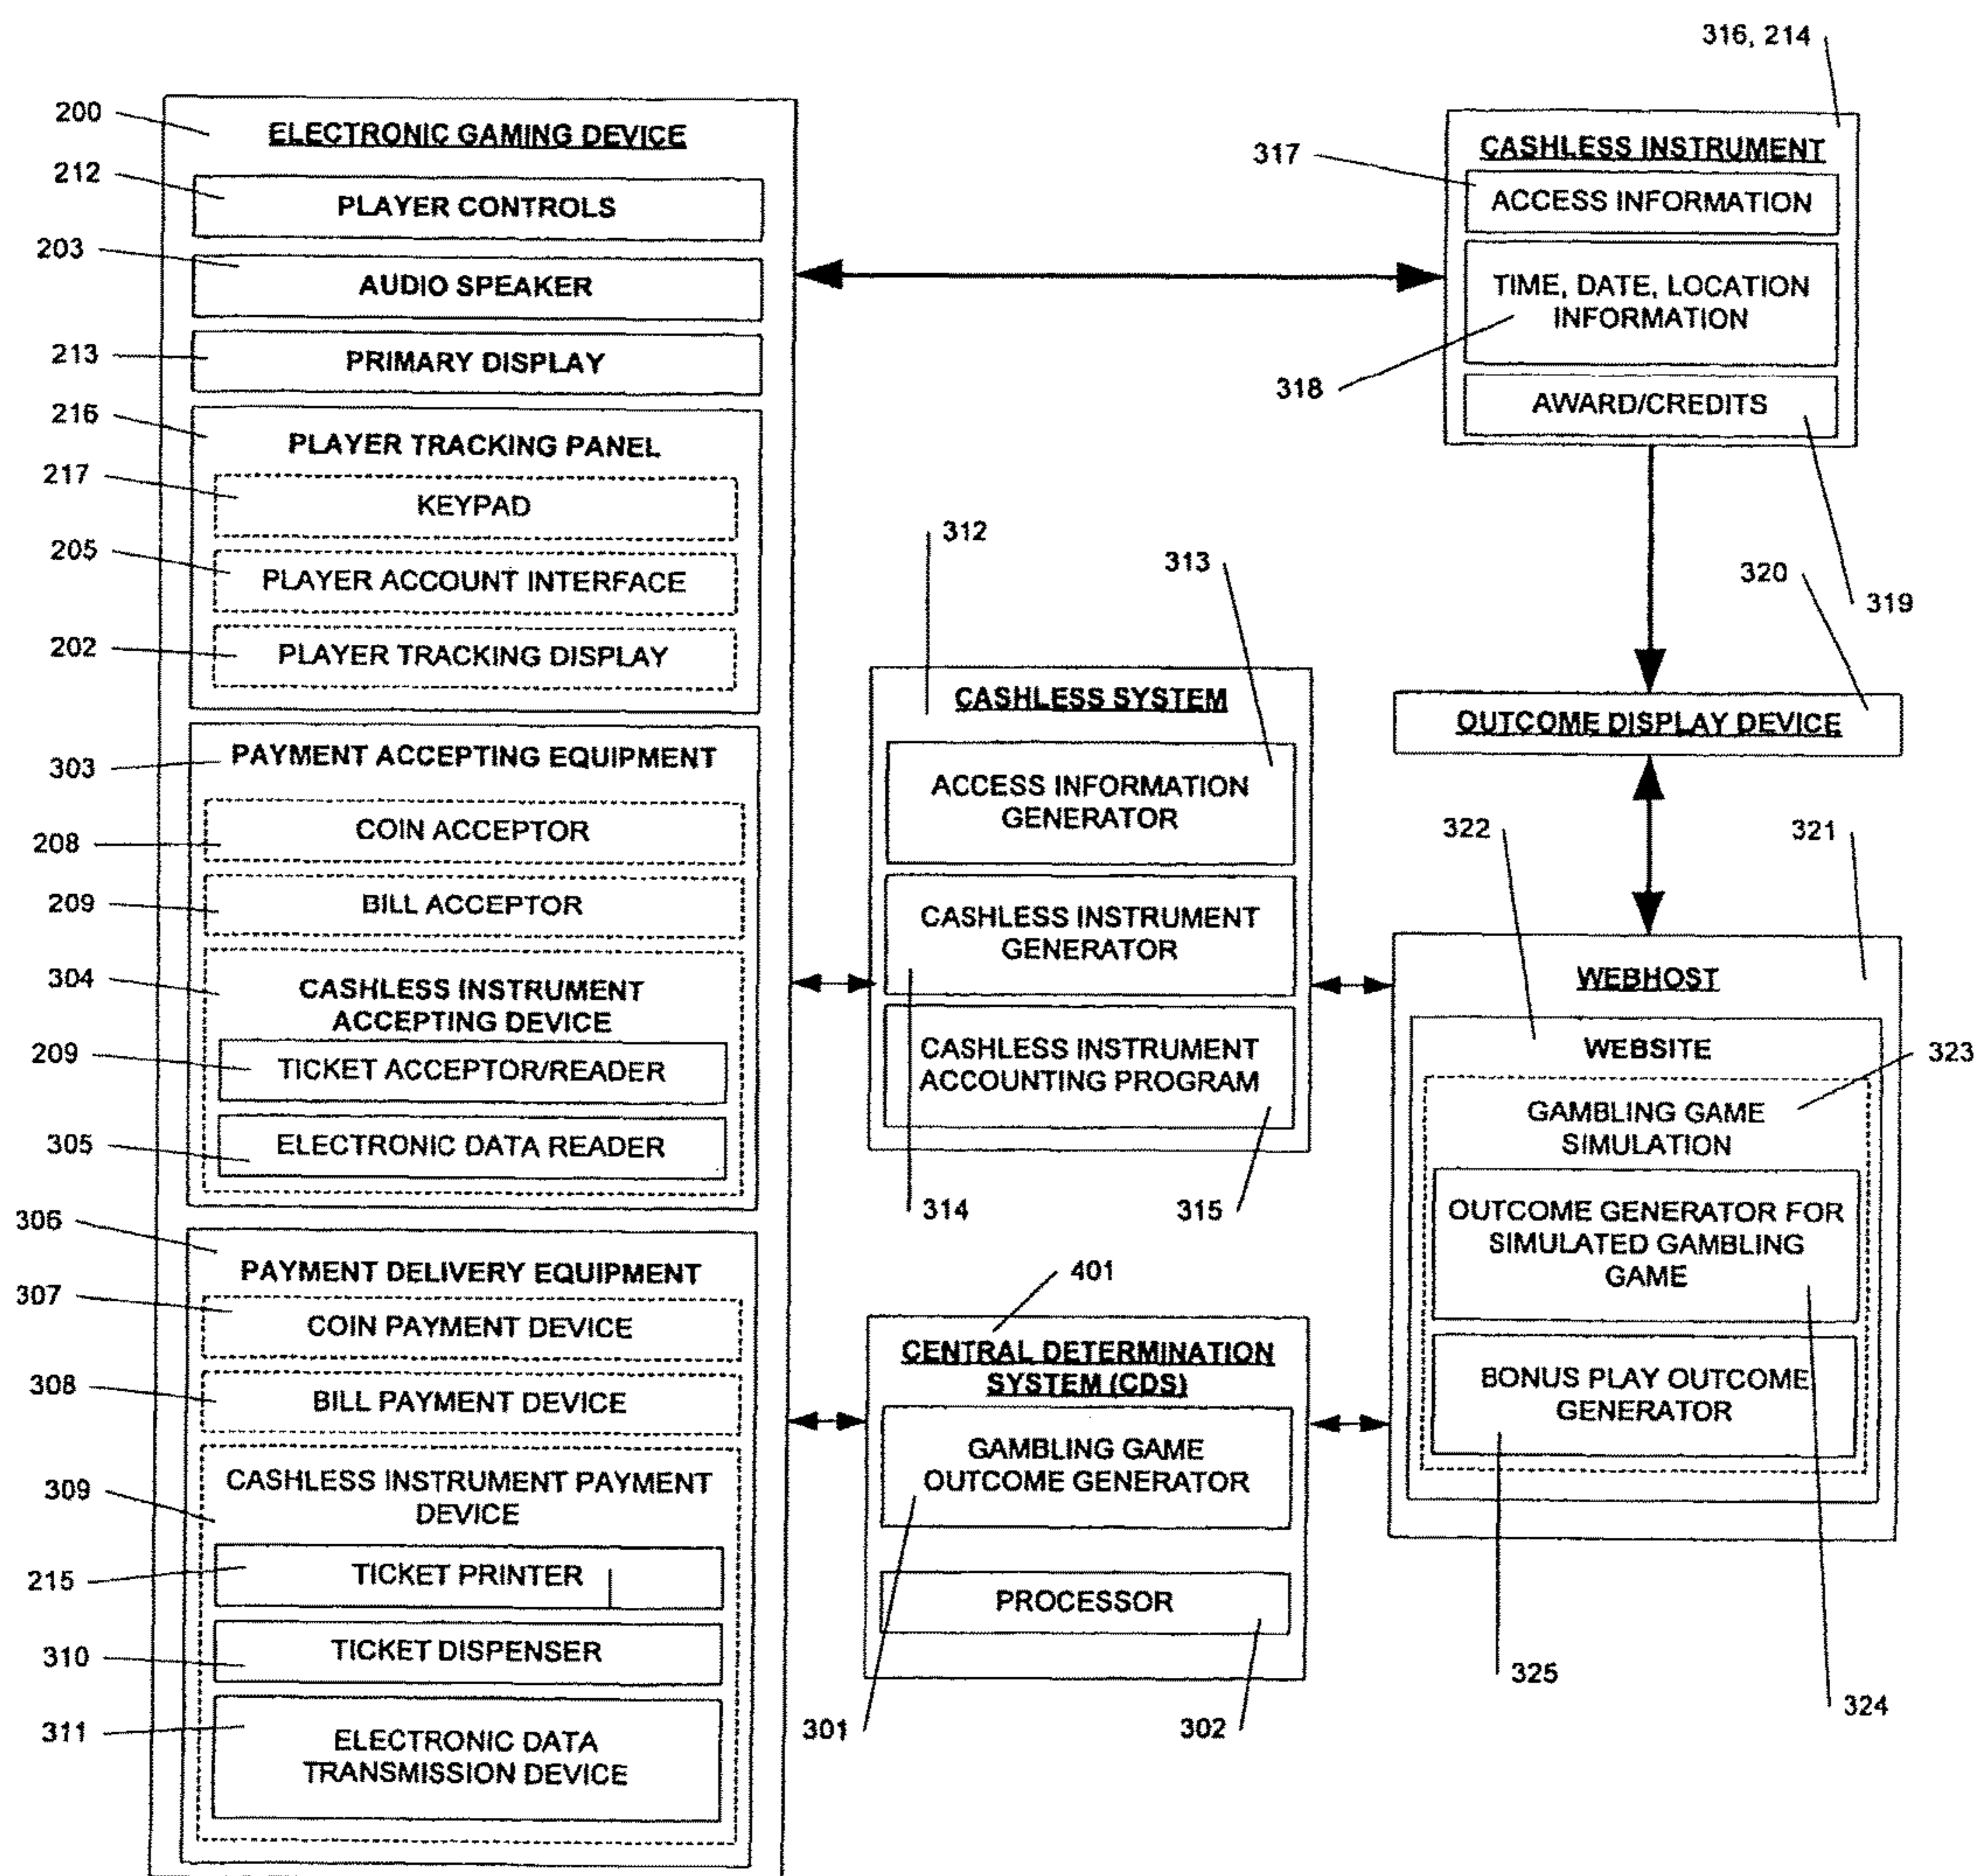 316, 214
200
ELECTRONIC GAMING DEVICE
212
PLAYER CONTROLS
203
AUDIO SPEAKER
213
PRIMARY DISPLAY
216
PLAYER TRACKING PANEL
217
KEYPAD
205
PLAYER ACCOUNT INTERFACE
202
PLAYER TRACKING DISPLAY
303
PAYMENT ACCEPTING EQUIPMENT
COIN ACCEPTOR
208
BILL ACCEPTOR
209
304
CASHLESS INSTRUMENT
ACCEPTING DEVICE
209
TICKET ACCEPTOR/READER
305
ELECTRONIC DATA READER
306
PAYMENT DELIVERY EQUIPMENT
307
COIN PAYMENT DEVICE
308
BILL PAYMENT DEVICE
309
CASHLESS INSTRUMENT PAYMENT
DEVICE
215
TICKET PRINTER
310
TICKET DISPENSER
311
ELECTRONIC DATA
TRANSMISSION DEVICE
CASHLESS INSTRUMENT
317
ACCESS INFORMATION
TIME, DATE, LOCATION
INFORMATION
318
AWARD/CREDITS
319
312
313
CASHLESS SYSTEM
ACCESS INFORMATION
GENERATOR
CASHLESS INSTRUMENT
GENERATOR
CASHLESS INSTRUMENT
ACCOUNTING PROGRAM
314
315
401
CENTRAL DETERMINATION
SYSTEM (CDS)
GAMBLING GAME
OUTCOME GENERATOR
PROCESSOR
301
302
320
OUTCOME DISPLAY DEVICE
322
321
WEBHOST
WEBSITE
323
GAMBLING GAME
SIMULATION
OUTCOME GENERATOR FOR
SIMULATED GAMBLING
GAME
BONUS PLAY OUTCOME
GENERATOR
325
324